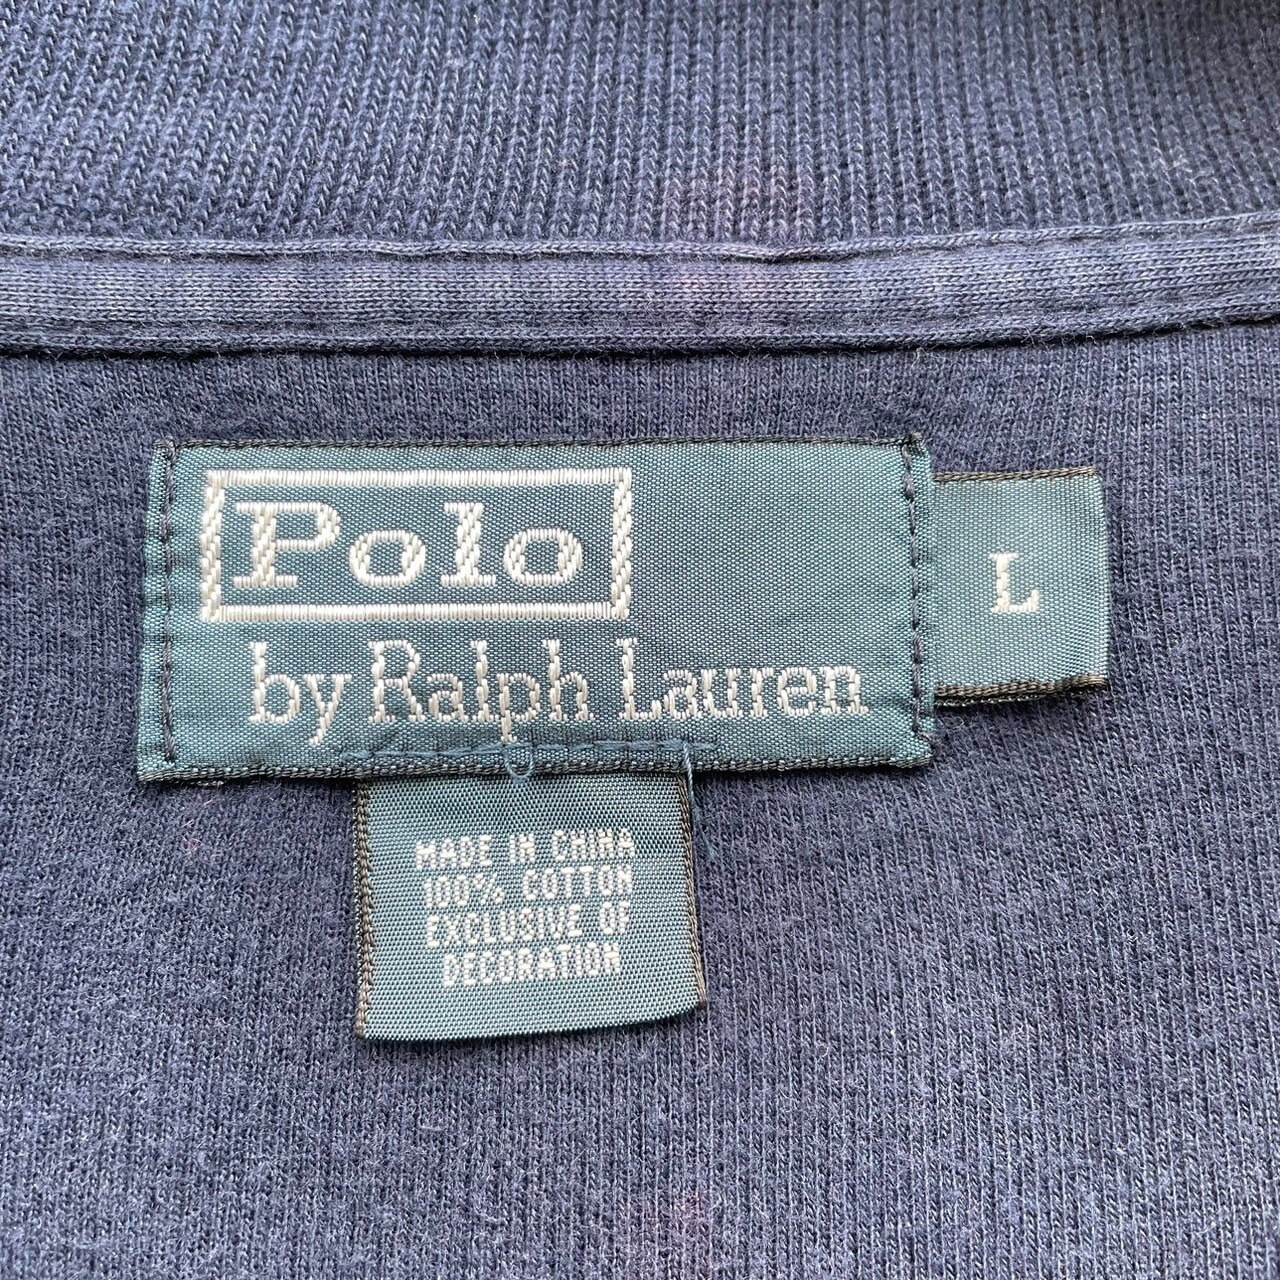 Polo
by Ralph Lauren
L
MADE IN CHINA
100% COTTON
EXCLUSIVE OF
DECORATION